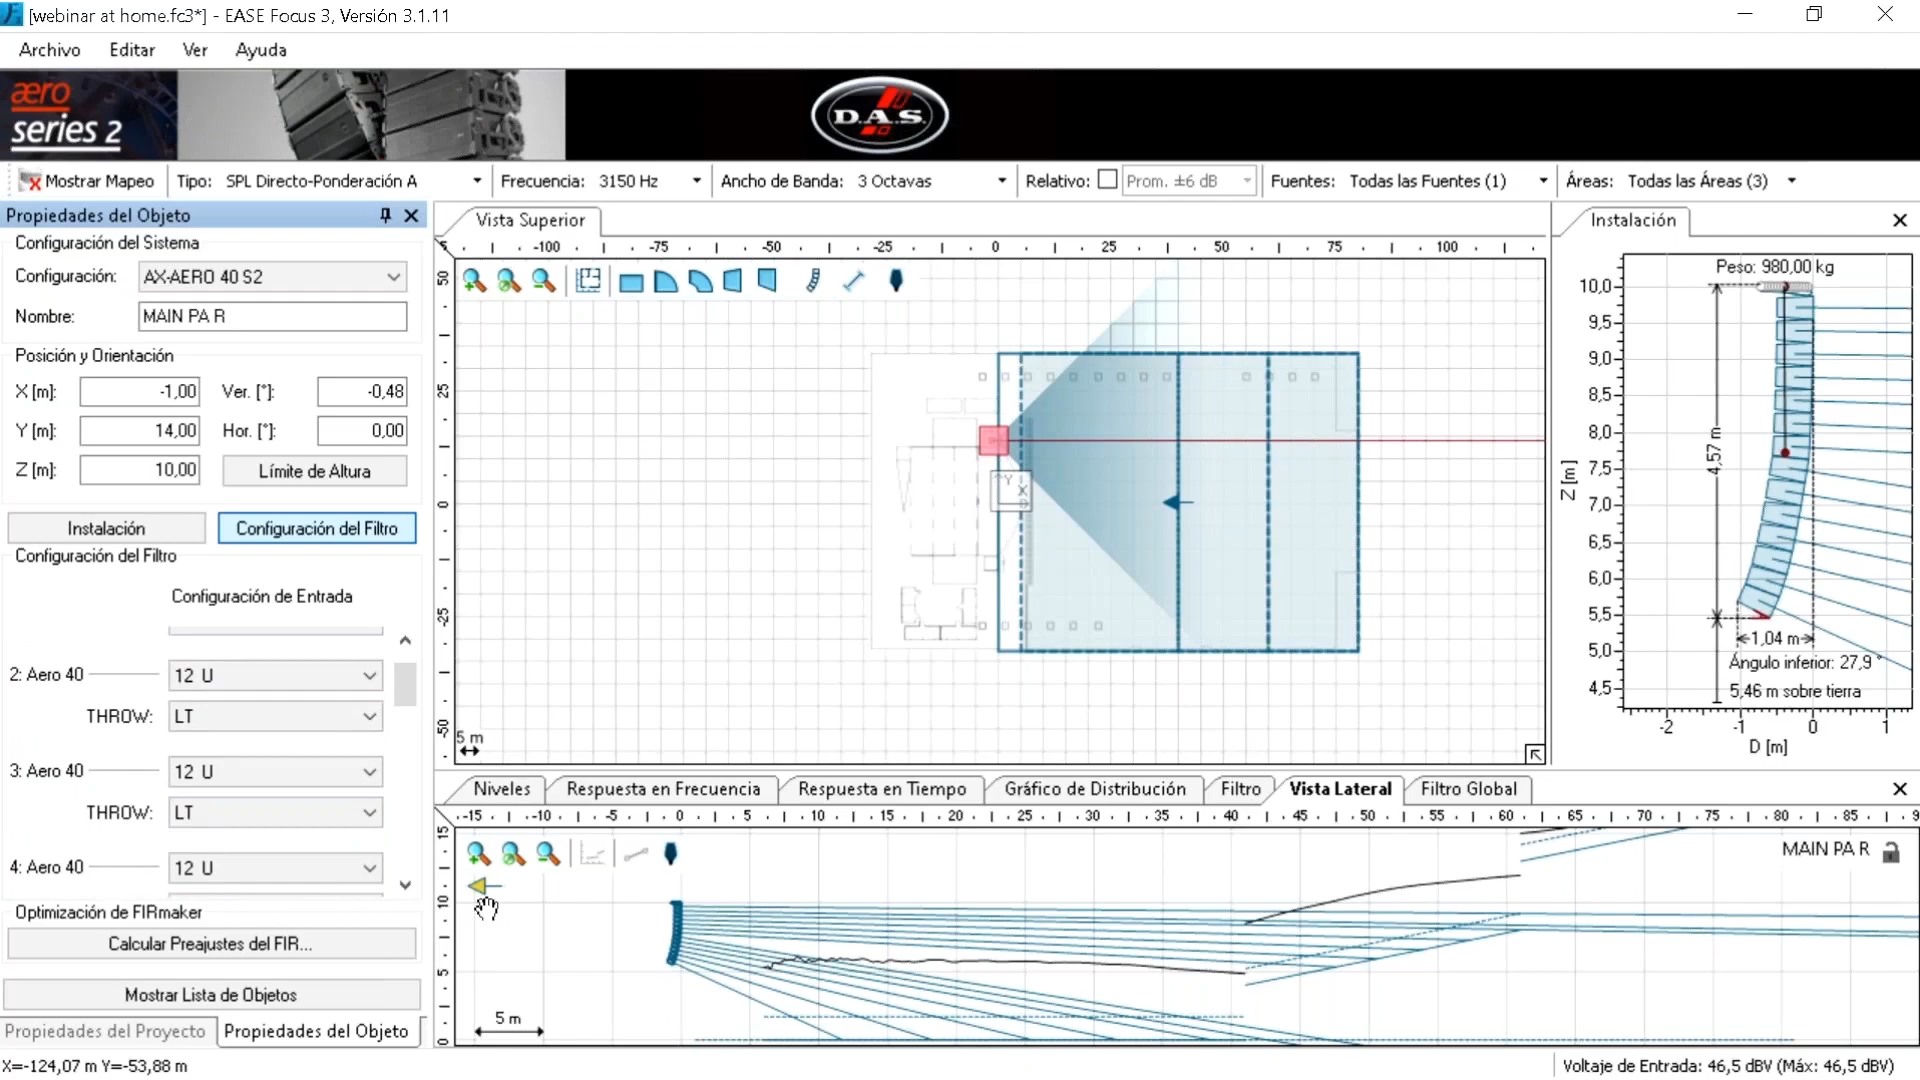 [webinar at home.fc3*] - EASE Focus 3, Versión 3.1.11
Archivo Editar Ver Ayuda
aero
series 2
D.A.S.
Mostrar Mapeo Tipo: SPL Directo-Ponderación A Frecuencia: 3150 Hz Ancho de Banda: 3 Octavas Relativo: Prom. ±6 dB Fuentes: Todas las Fuentes (1) Áreas: Todas las Áreas (3)
Propiedades del Objeto
Configuración del Sistema
Configuración: AX-AERO 40 S2
Nombre: MAIN PA R
Posición y Orientación
X [m]: -1,00 Ver. [°]: -0,48
Y [m]: 14,00 Hor. [°]: 0,00
Z [m]: 10,00 Límite de Altura
Instalación Configuración del Filtro
Configuración del Filtro
Configuración de Entrada
2: Aero 40 12 U
THROW: LT
3: Aero 40 12 U
THROW: LT
4: Aero 40 12 U
Optimización de FIRmaker
Calcular Preajustes del FIR...
Mostrar Lista de Objetos
Propiedades del Proyecto Propiedades del Objeto
Vista Superior
-100 -75 -50 -25 0 25 50 75 100
50
25
0
-25
-50
Y
X
5 m
Instalación
Peso: 980,00 kg
10,0
9,5
9,0
8,5
8,0
7,5
7,0
6,5
6,0
5,5
5,0
4,5
Z [m]
4,57 m
1,04 m
Ángulo inferior: 27,9 °
5,46 m sobre tierra
-2 -1 0 1
D [m]
Niveles Respuesta en Frecuencia Respuesta en Tiempo Gráfico de Distribución Filtro Vista Lateral Filtro Global
-15 -10 -5 0 5 10 15 20 25 30 35 40 45 50 55 60 65 70 75 80 85 9
15
10
5
0
MAIN PA R
5 m
X=-124,07 m Y=-53,88 m
Voltaje de Entrada: 46,5 dBV (Máx: 46,5 dBV)